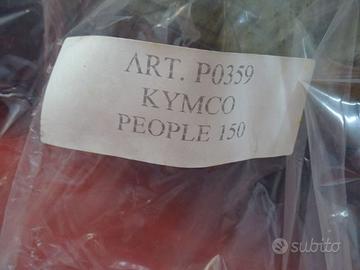 ART. P0359
KYMCO
PEOPLE 150
subito